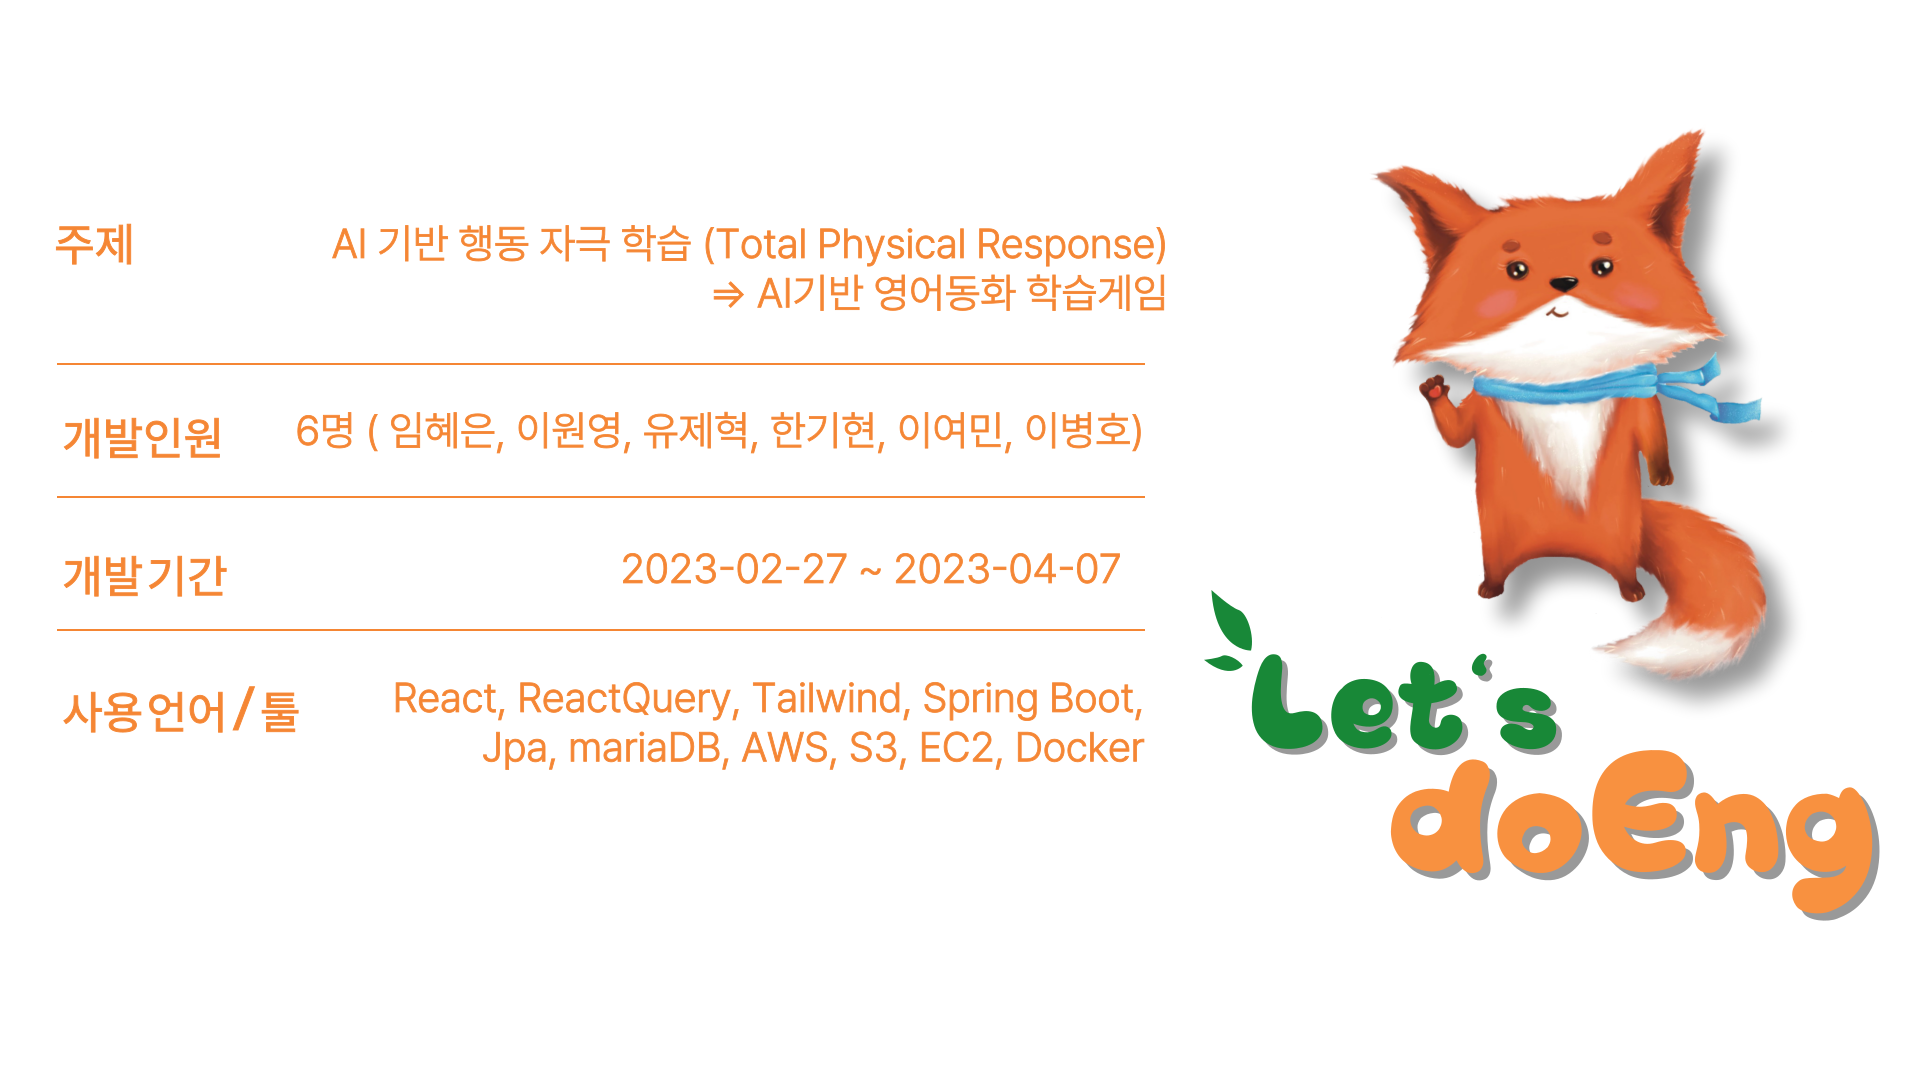 주제
AI 기반 행동 자극 학습 (Total Physical Response)
⇒ AI기반 영어동화 학습게임
개발인원
6명 ( 임혜은, 이원영, 유제혁, 한기현, 이여민, 이병호)
개발기간
2023-02-27 ~ 2023-04-07
사용언어/툴
React, ReactQuery, Tailwind, Spring Boot,
Jpa, mariaDB, AWS, S3, EC2, Docker
Let‘s
doEng